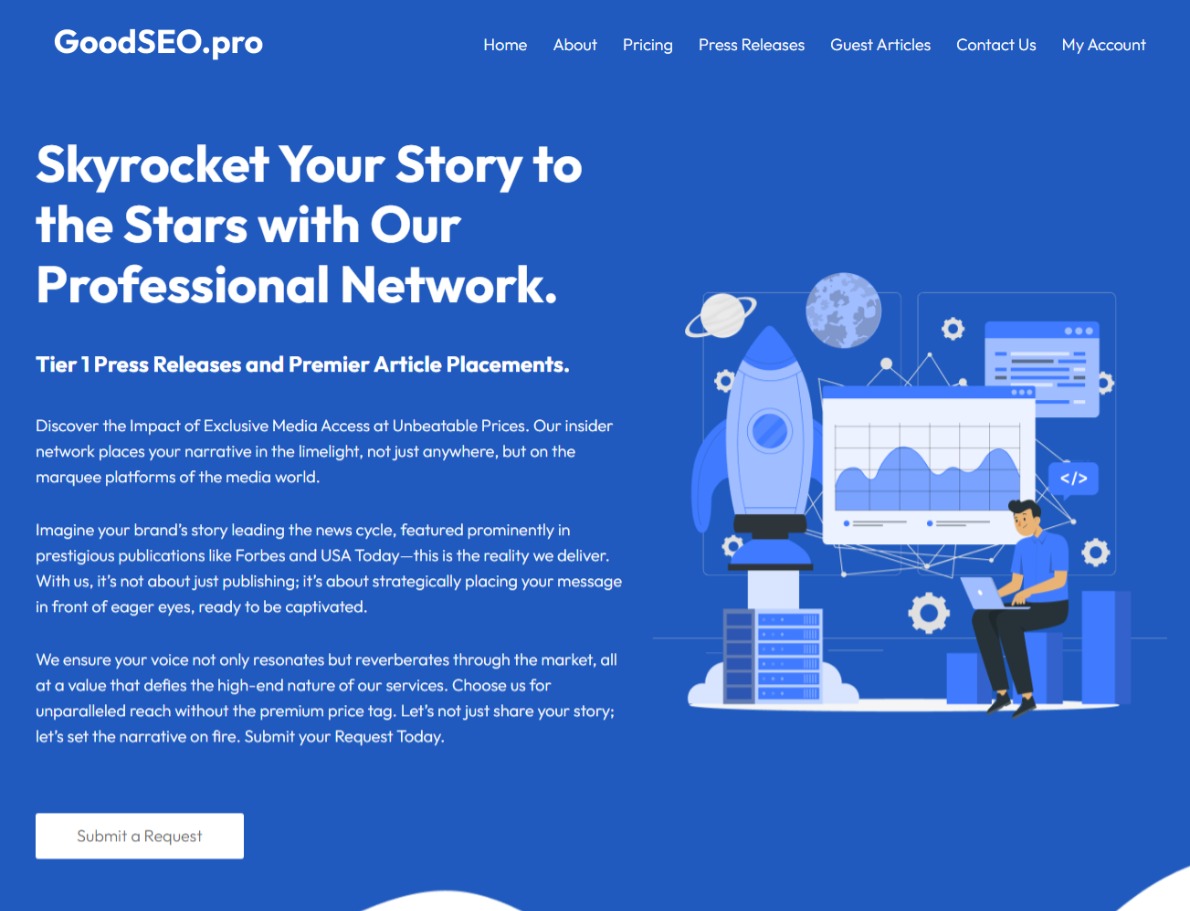 GoodSEO.pro
Home About Pricing Press Releases Guest Articles Contact Us My Account
Skyrocket Your Story to
the Stars with Our
Professional Network.
Tier 1 Press Releases and Premier Article Placements.
Discover the Impact of Exclusive Media Access at Unbeatable Prices. Our insider
network places your narrative in the limelight, not just anywhere, but on the
marquee platforms of the media world.
Imagine your brand's story leading the news cycle, featured prominently in
prestigious publications like Forbes and USA Today—this is the reality we deliver.
With us, it's not about just publishing; it's about strategically placing your message
in front of eager eyes, ready to be captivated.
We ensure your voice not only resonates but reverberates through the market, all
at a value that defies the high-end nature of our services. Choose us for
unparalleled reach without the premium price tag. Let's not just share your story;
let's set the narrative on fire. Submit your Request Today.
</>
Submit a Request